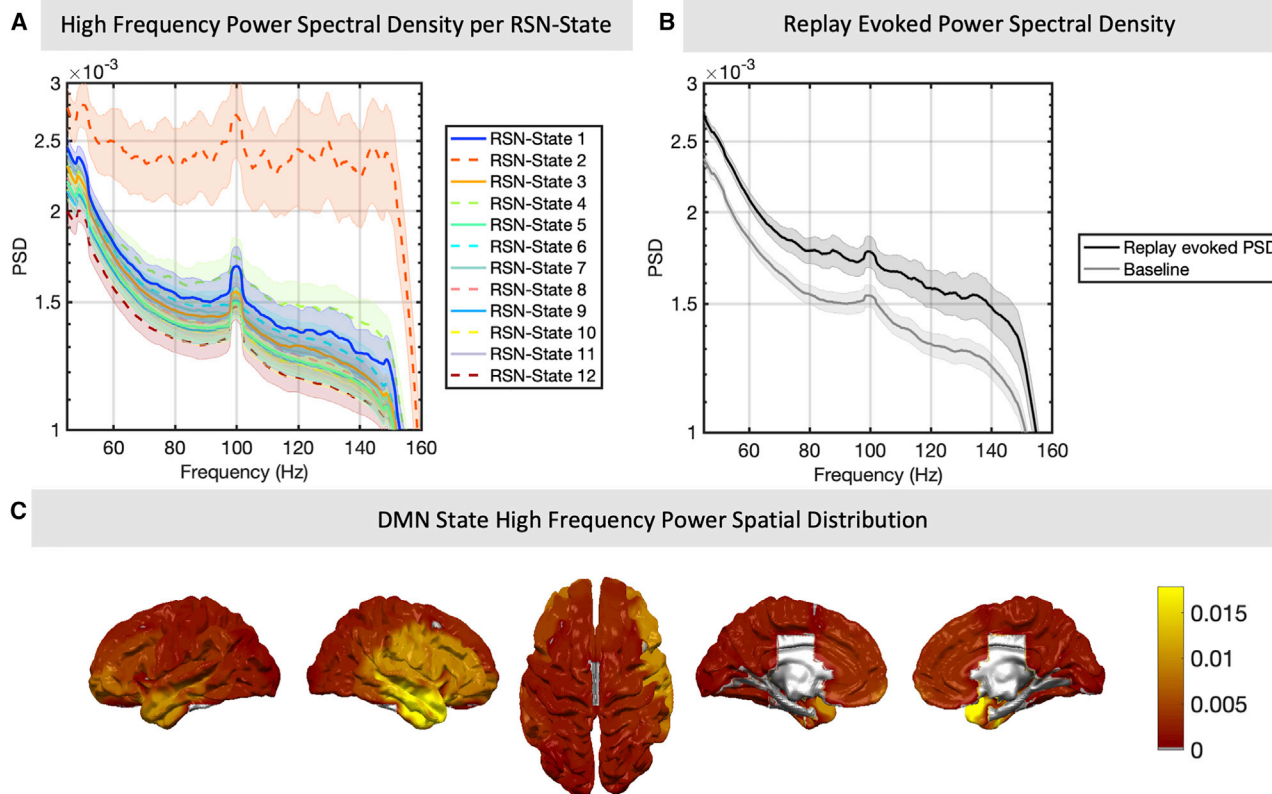 A
High Frequency Power Spectral Density per RSN-State
×10⁻³
3
2.5
2
1.5
1
PSD
60
80
100
120
140
160
Frequency (Hz)
RSN-State 1
RSN-State 2
RSN-State 3
RSN-State 4
RSN-State 5
RSN-State 6
RSN-State 7
RSN-State 8
RSN-State 9
RSN-State 10
RSN-State 11
RSN-State 12
B
Replay Evoked Power Spectral Density
×10⁻³
3
2.5
2
1.5
1
PSD
60
80
100
120
140
160
Frequency (Hz)
Replay evoked PSD
Baseline
C
DMN State High Frequency Power Spatial Distribution
0.015
0.01
0.005
0